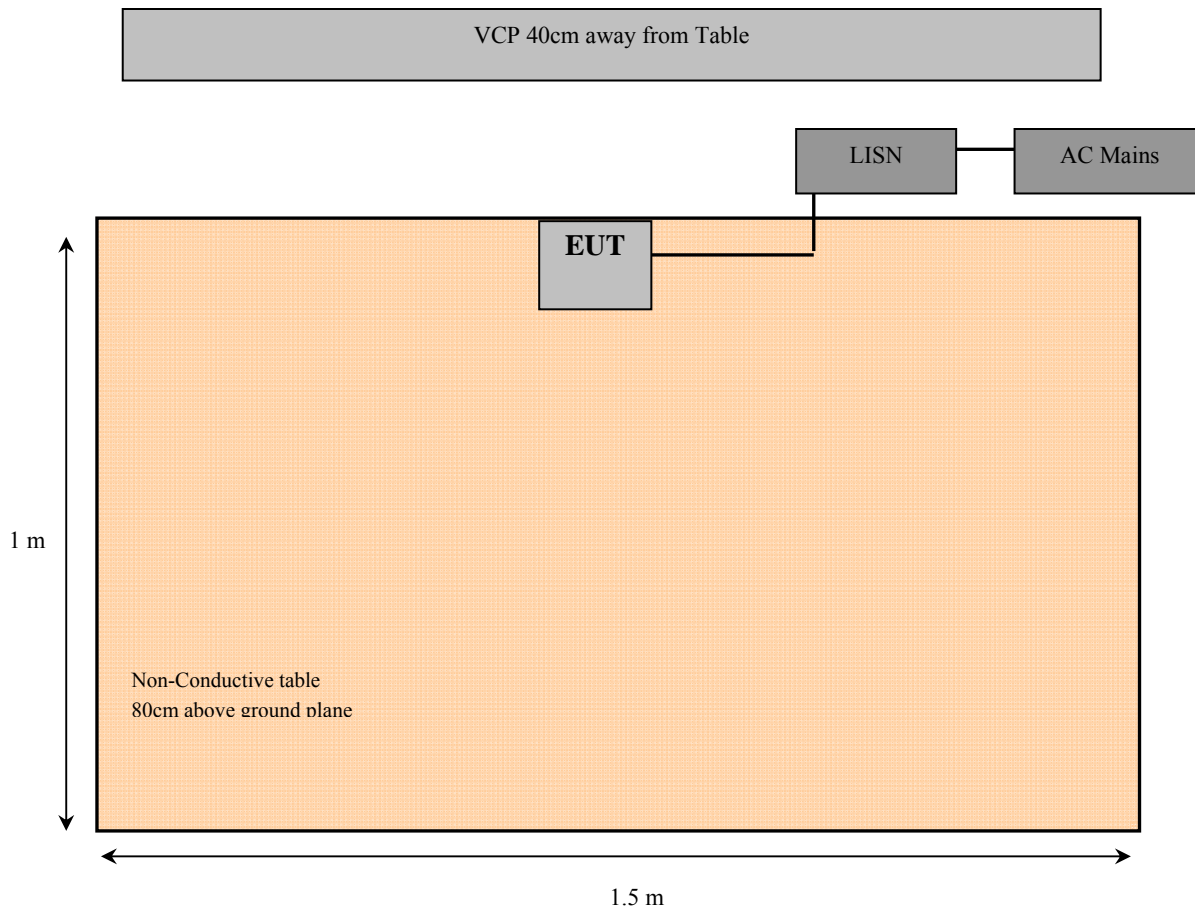 VCP 40cm away from Table
LISN
AC Mains
EUT
1 m
Non-Conductive table
80cm above ground plane
1.5 m